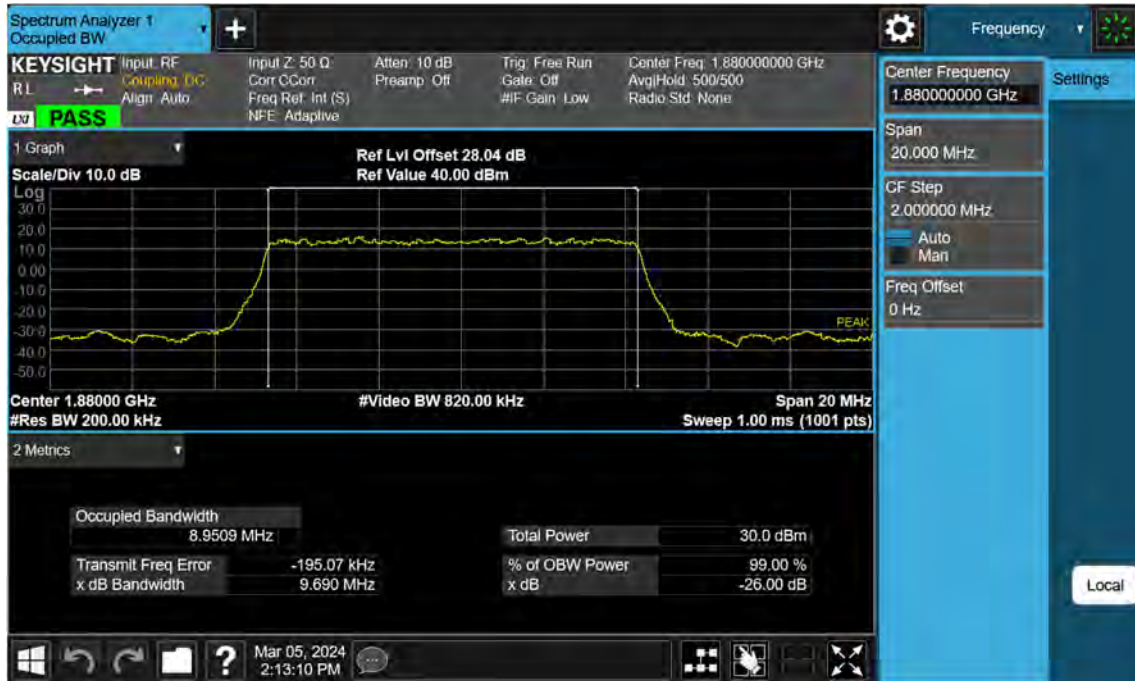 Spectrum Analyzer 1
Occupied BW
+
Frequency
KEYSIGHT
RL
LXI PASS
Input: RF
Coupling: DC
Align: Auto
Input Z: 50 Ω
Corr CCorr
Freq Ref: Int (S)
NFE: Adaptive
Atten: 10 dB
Preamp: Off
Trig: Free Run
Gate: Off
#IF Gain: Low
Center Freq: 1.880000000 GHz
Avg|Hold: 500/500
Radio Std: None
Center Frequency
1.880000000 GHz
Settings
Span
20.000 MHz
CF Step
2.000000 MHz
Auto
Man
Freq Offset
0 Hz
Local
1 Graph
Scale/Div 10.0 dB
Ref Lvl Offset 28.04 dB
Ref Value 40.00 dBm
Log
30.0
20.0
10.0
0.00
-10.0
-20.0
-30.0
-40.0
-50.0
PEAK
Center 1.88000 GHz
#Video BW 820.00 kHz
Span 20 MHz
#Res BW 200.00 kHz
Sweep 1.00 ms (1001 pts)
2 Metrics
Occupied Bandwidth
8.9509 MHz
Total Power 30.0 dBm
Transmit Freq Error -195.07 kHz
% of OBW Power 99.00 %
x dB Bandwidth 9.690 MHz
x dB -26.00 dB
?
Mar 05, 2024
2:13:10 PM